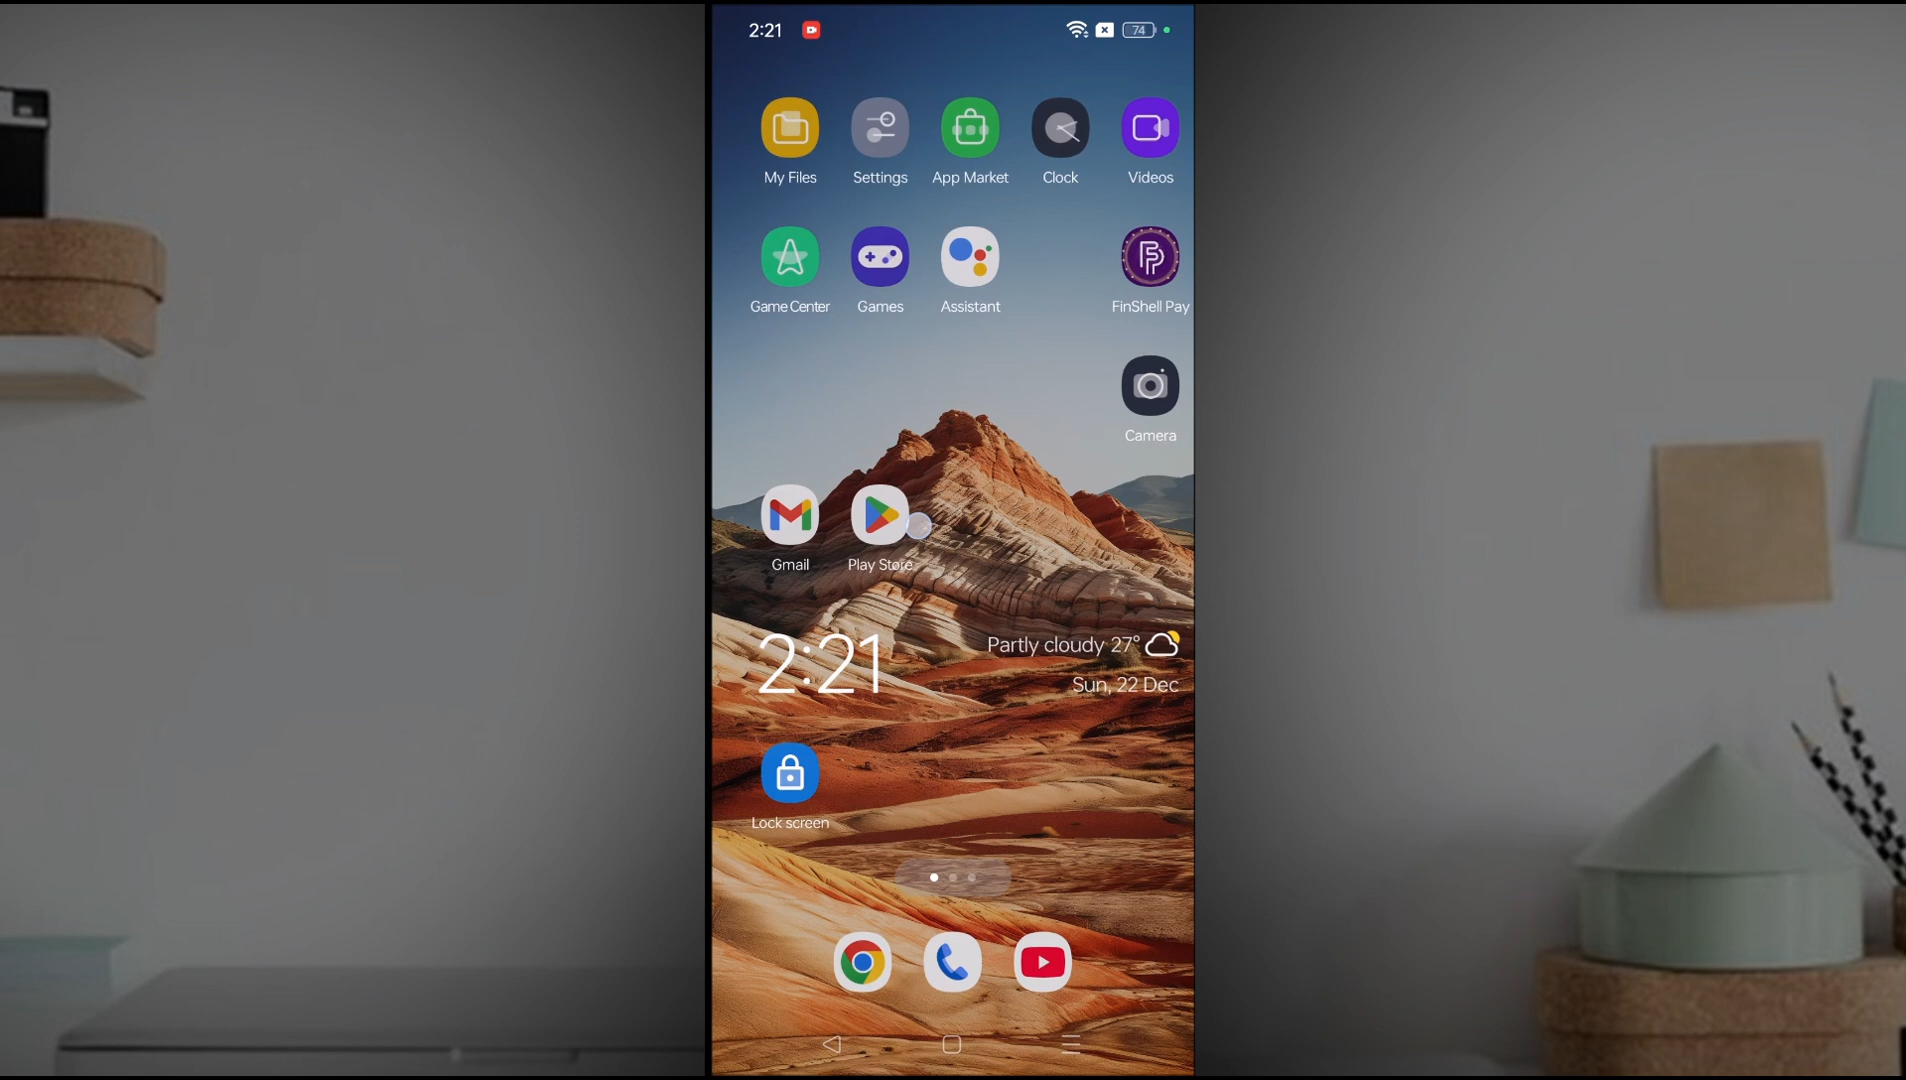 2:21
74
My Files Settings App Market Clock Videos
Game Center Games Assistant FinShell Pay
Camera
Gmail Play Store
2:21
Partly cloudy 27°
Sun, 22 Dec
Lock screen